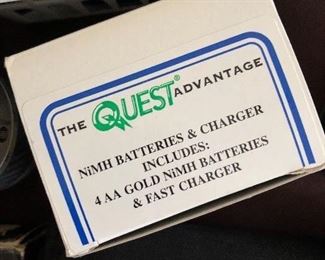 THE QUEST® ADVANTAGE
NiMH BATTERIES & CHARGER
INCLUDES:
4 AA GOLD NiMH BATTERIES
& FAST CHARGER